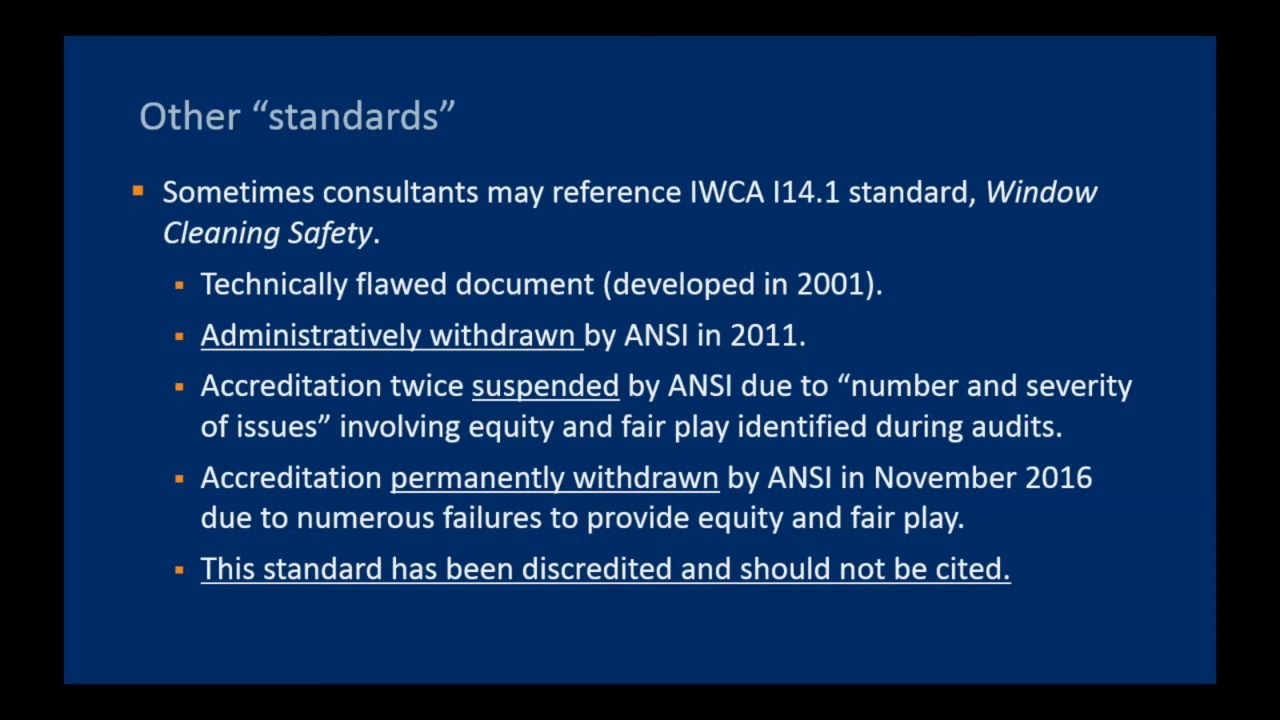 Other “standards”
Sometimes consultants may reference IWCA I14.1 standard, Window
Cleaning Safety.
Technically flawed document (developed in 2001).
Administratively withdrawn by ANSI in 2011.
Accreditation twice suspended by ANSI due to “number and severity
of issues” involving equity and fair play identified during audits.
Accreditation permanently withdrawn by ANSI in November 2016
due to numerous failures to provide equity and fair play.
This standard has been discredited and should not be cited.